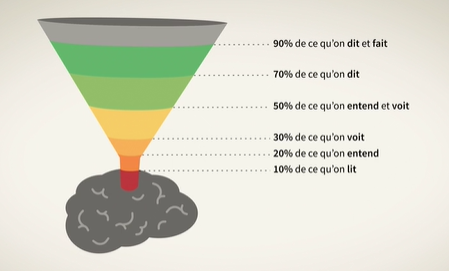 90% de ce qu'on dit et fait
70% de ce qu'on dit
50% de ce qu'on entend et voit
30% de ce qu'on voit
20% de ce qu'on entend
10% de ce qu'on lit